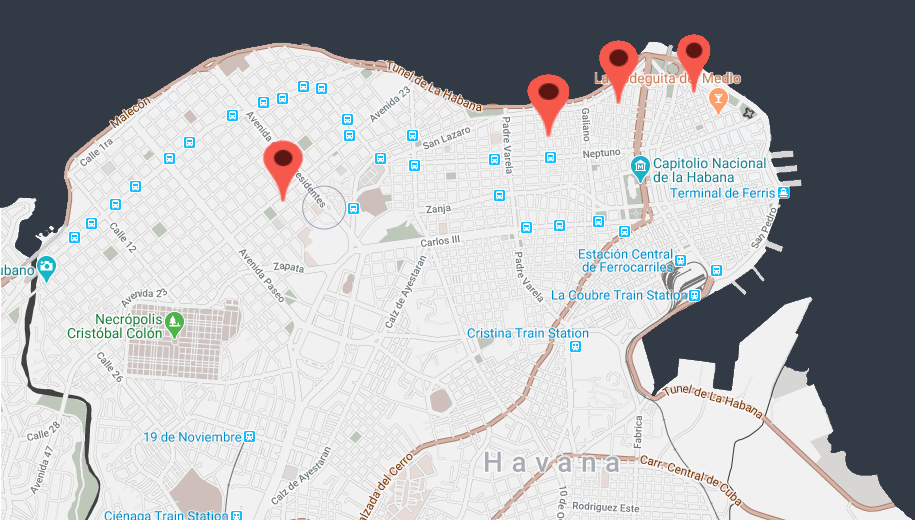 Tunel de La Habana
La Bodeguita del Medio
Malecón
Avenida 23
Avenida
San Lazaro
Padre Varela
Galiano
Calle 1ra
Neptuno
Capitolio Nacional
de la Habana
esidentes
Terminal de Ferris
Zanja
San Pedro
Calle 12
Carlos III
Estación Central
de Ferrocarriles
ubano
Zapata
Avenida Paseo
Padre Varela
Calz de Ayestaran
La Coubre Train Station
Avenida 23
Necrópolis
Cristóbal Colón
Cristina Train Station
Calle 26
Tunel de La Habana
Calle 28
19 de Noviembre
Fabrica
Avenida 47
Calz de Ayestaran
Havana
Carr. Central de Cuba
alzada del Cerro
10 de O
Rodriguez Este
Ciénaga Train Station